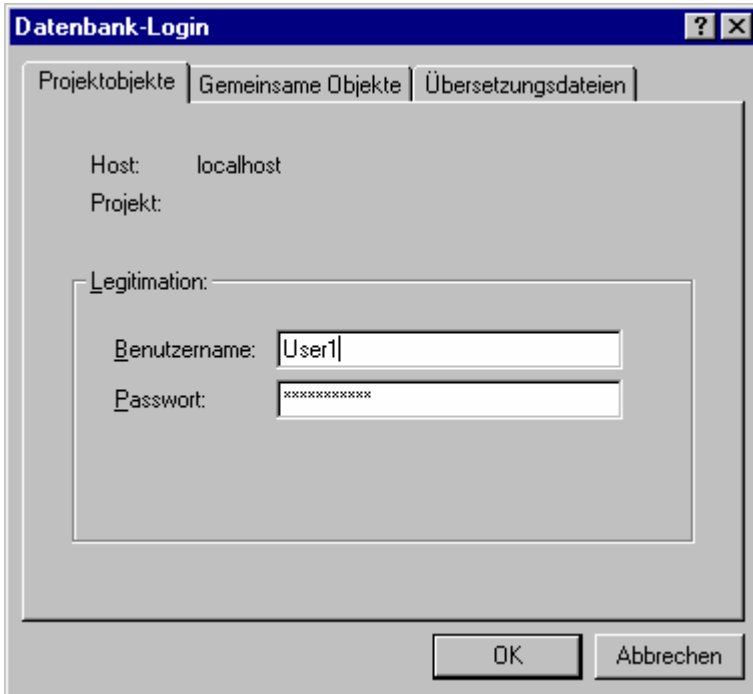 Datenbank-Login
Projektobjekte Gemeinsame Objekte Übersetzungsdateien
Host: localhost
Projekt:
Legitimation:
Benutzername: User1
Passwort: ***********
OK Abbrechen